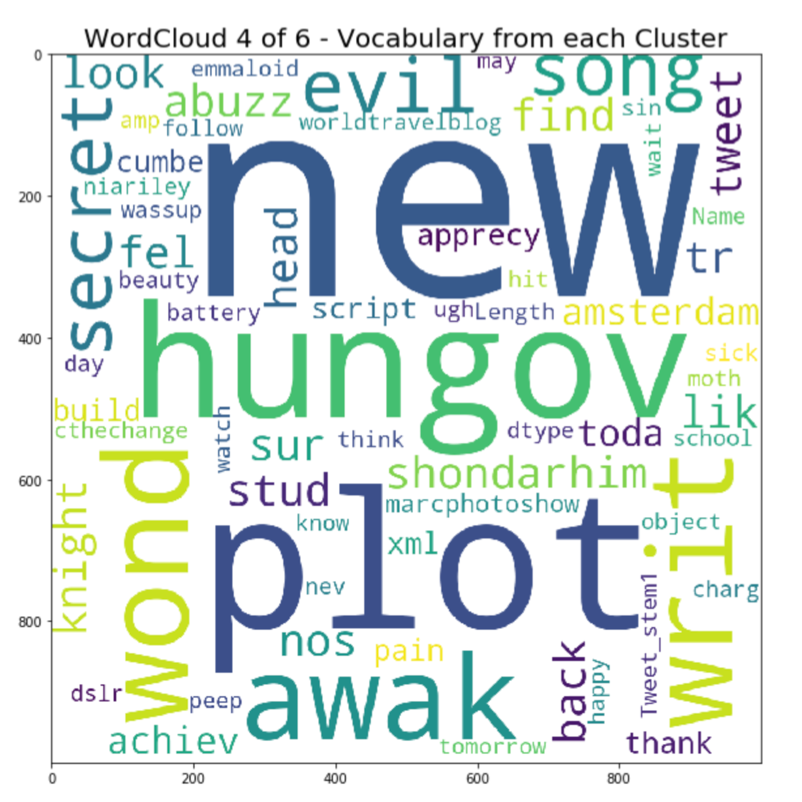 WordCloud 4 of 6 - Vocabulary from each Cluster
0
200
400
600
800
look
emmaloid
evil
may
song
abuzz
amp
follow
worldtravelblog
find
sin
wait
tweet
secret
cumbe
niariley
wassup
new
Name
fel
head
apprecy
tr
beauty
hit
battery
script
ugh
Length
amsterdam
day
hungov
sick
moth
build
cthechange
watch
sur
think
dtype
toda
lik
school
wond
shondarhim
stud
marcphotoshow
writ
knight
know
xml
object
plot
nev
Tweet_stem1
charg
nos
pain
back
happy
dslr
peep
awak
achiev
tomorrow
thank
0
200
400
600
800